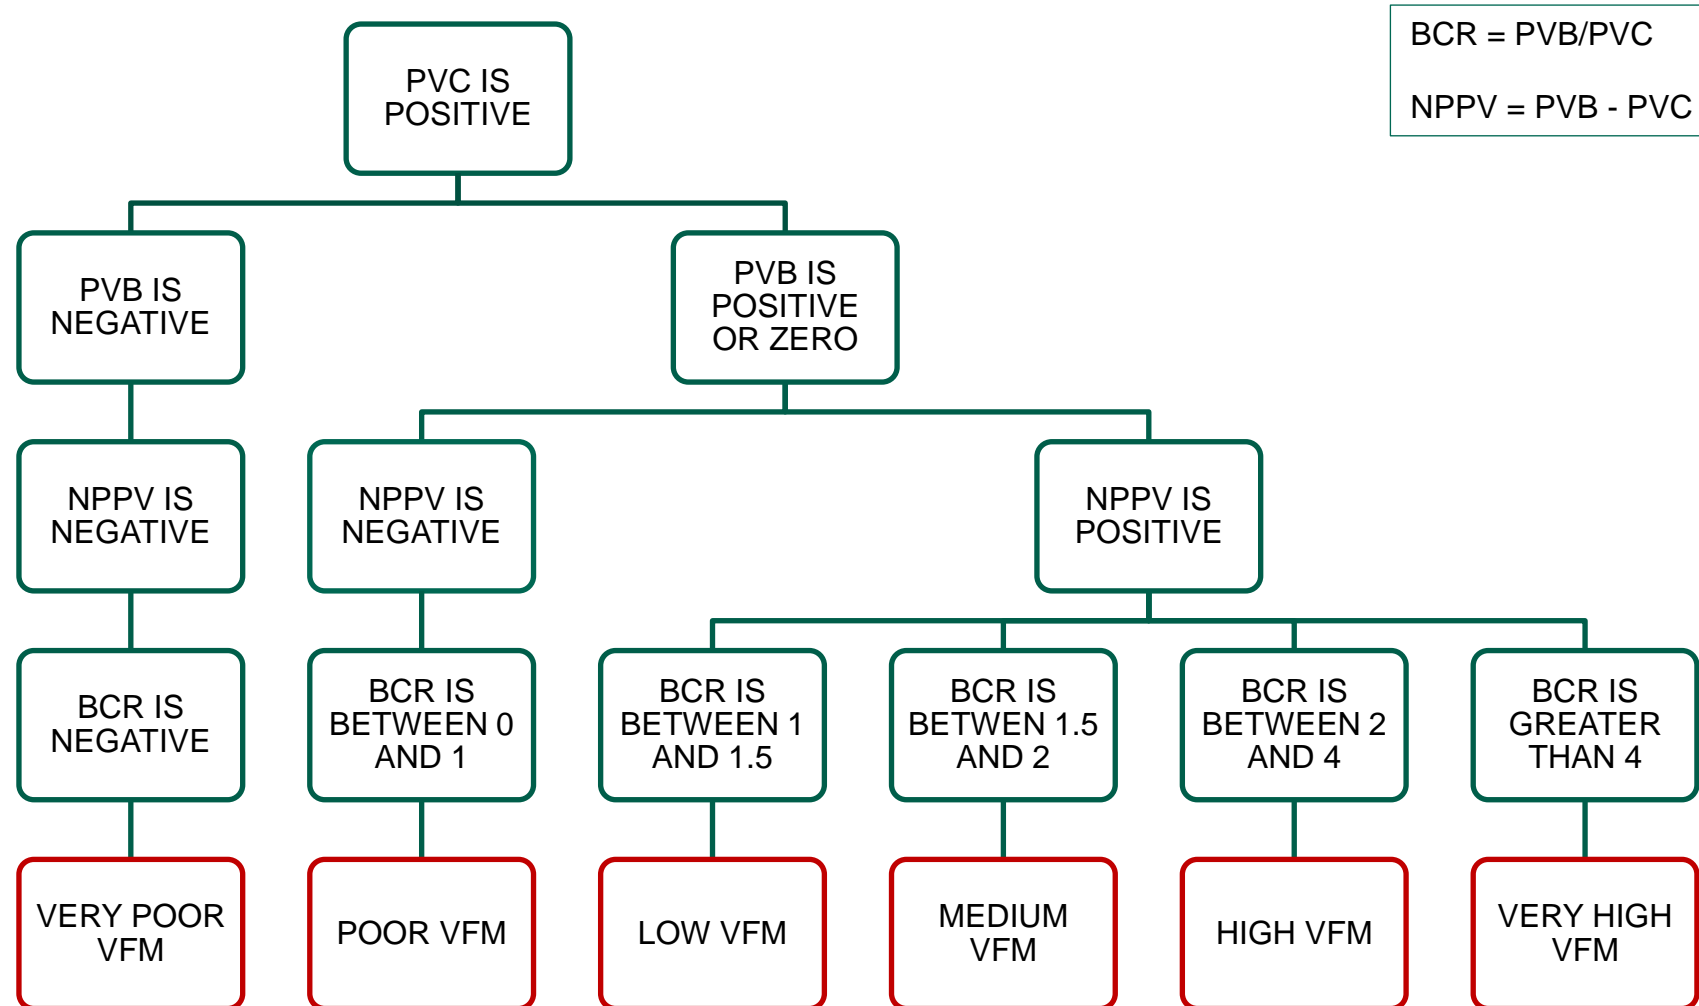 BCR = PVB/PVC
NPPV = PVB - PVC
PVC IS
POSITIVE
PVB IS
NEGATIVE
PVB IS
POSITIVE
OR ZERO
NPPV IS
NEGATIVE
NPPV IS
NEGATIVE
NPPV IS
POSITIVE
BCR IS
NEGATIVE
BCR IS
BETWEEN 0
AND 1
BCR IS
BETWEEN 1
AND 1.5
BCR IS
BETWEN 1.5
AND 2
BCR IS
BETWEEN 2
AND 4
BCR IS
GREATER
THAN 4
VERY POOR
VFM
POOR VFM
LOW VFM
MEDIUM
VFM
HIGH VFM
VERY HIGH
VFM